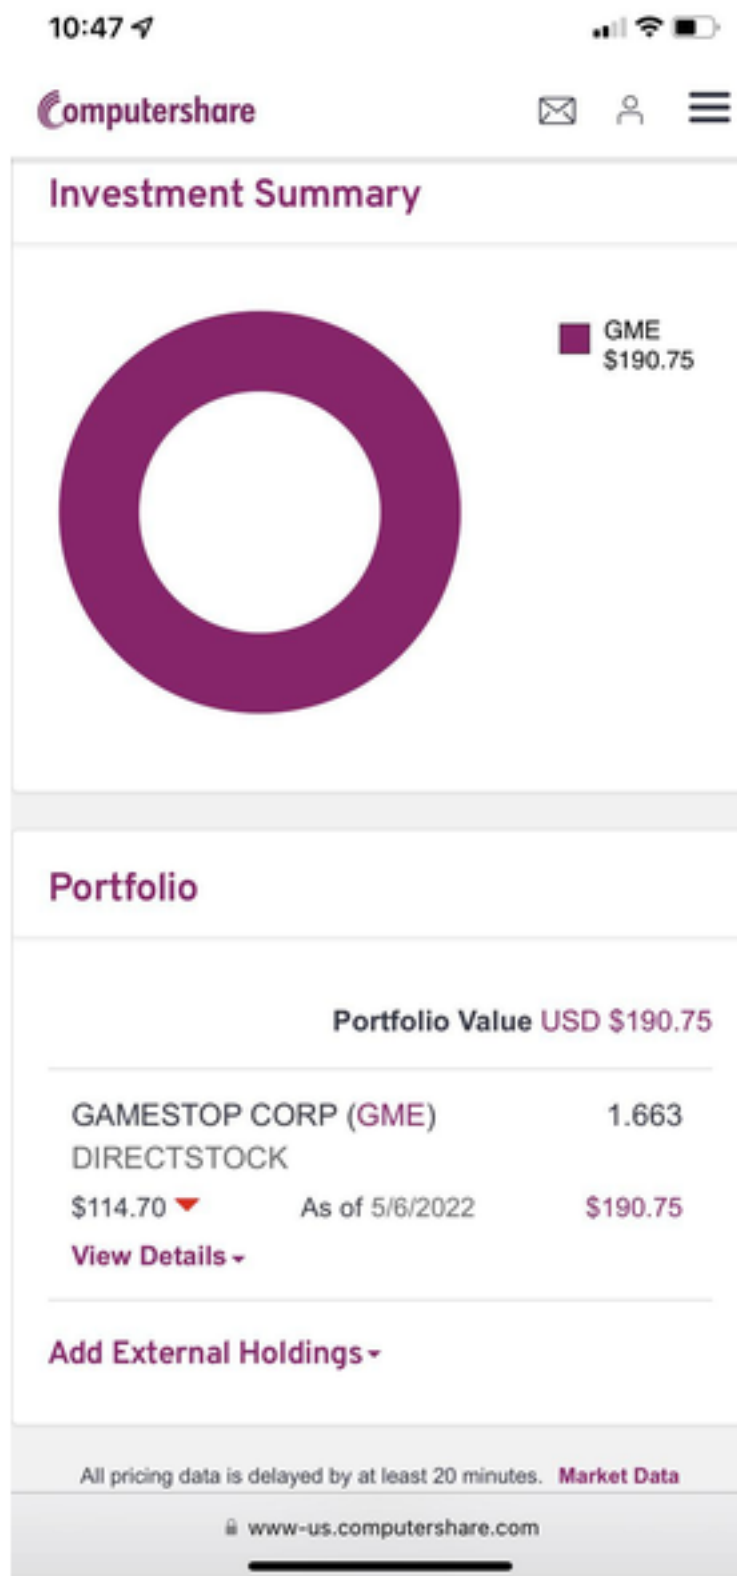 10:47
Computershare
Investment Summary
GME
$190.75
Portfolio
Portfolio Value USD $190.75
GAMESTOP CORP (GME) 1.663
DIRECTSTOCK
$114.70 As of 5/6/2022 $190.75
View Details
Add External Holdings
All pricing data is delayed by at least 20 minutes. Market Data
www-us.computershare.com